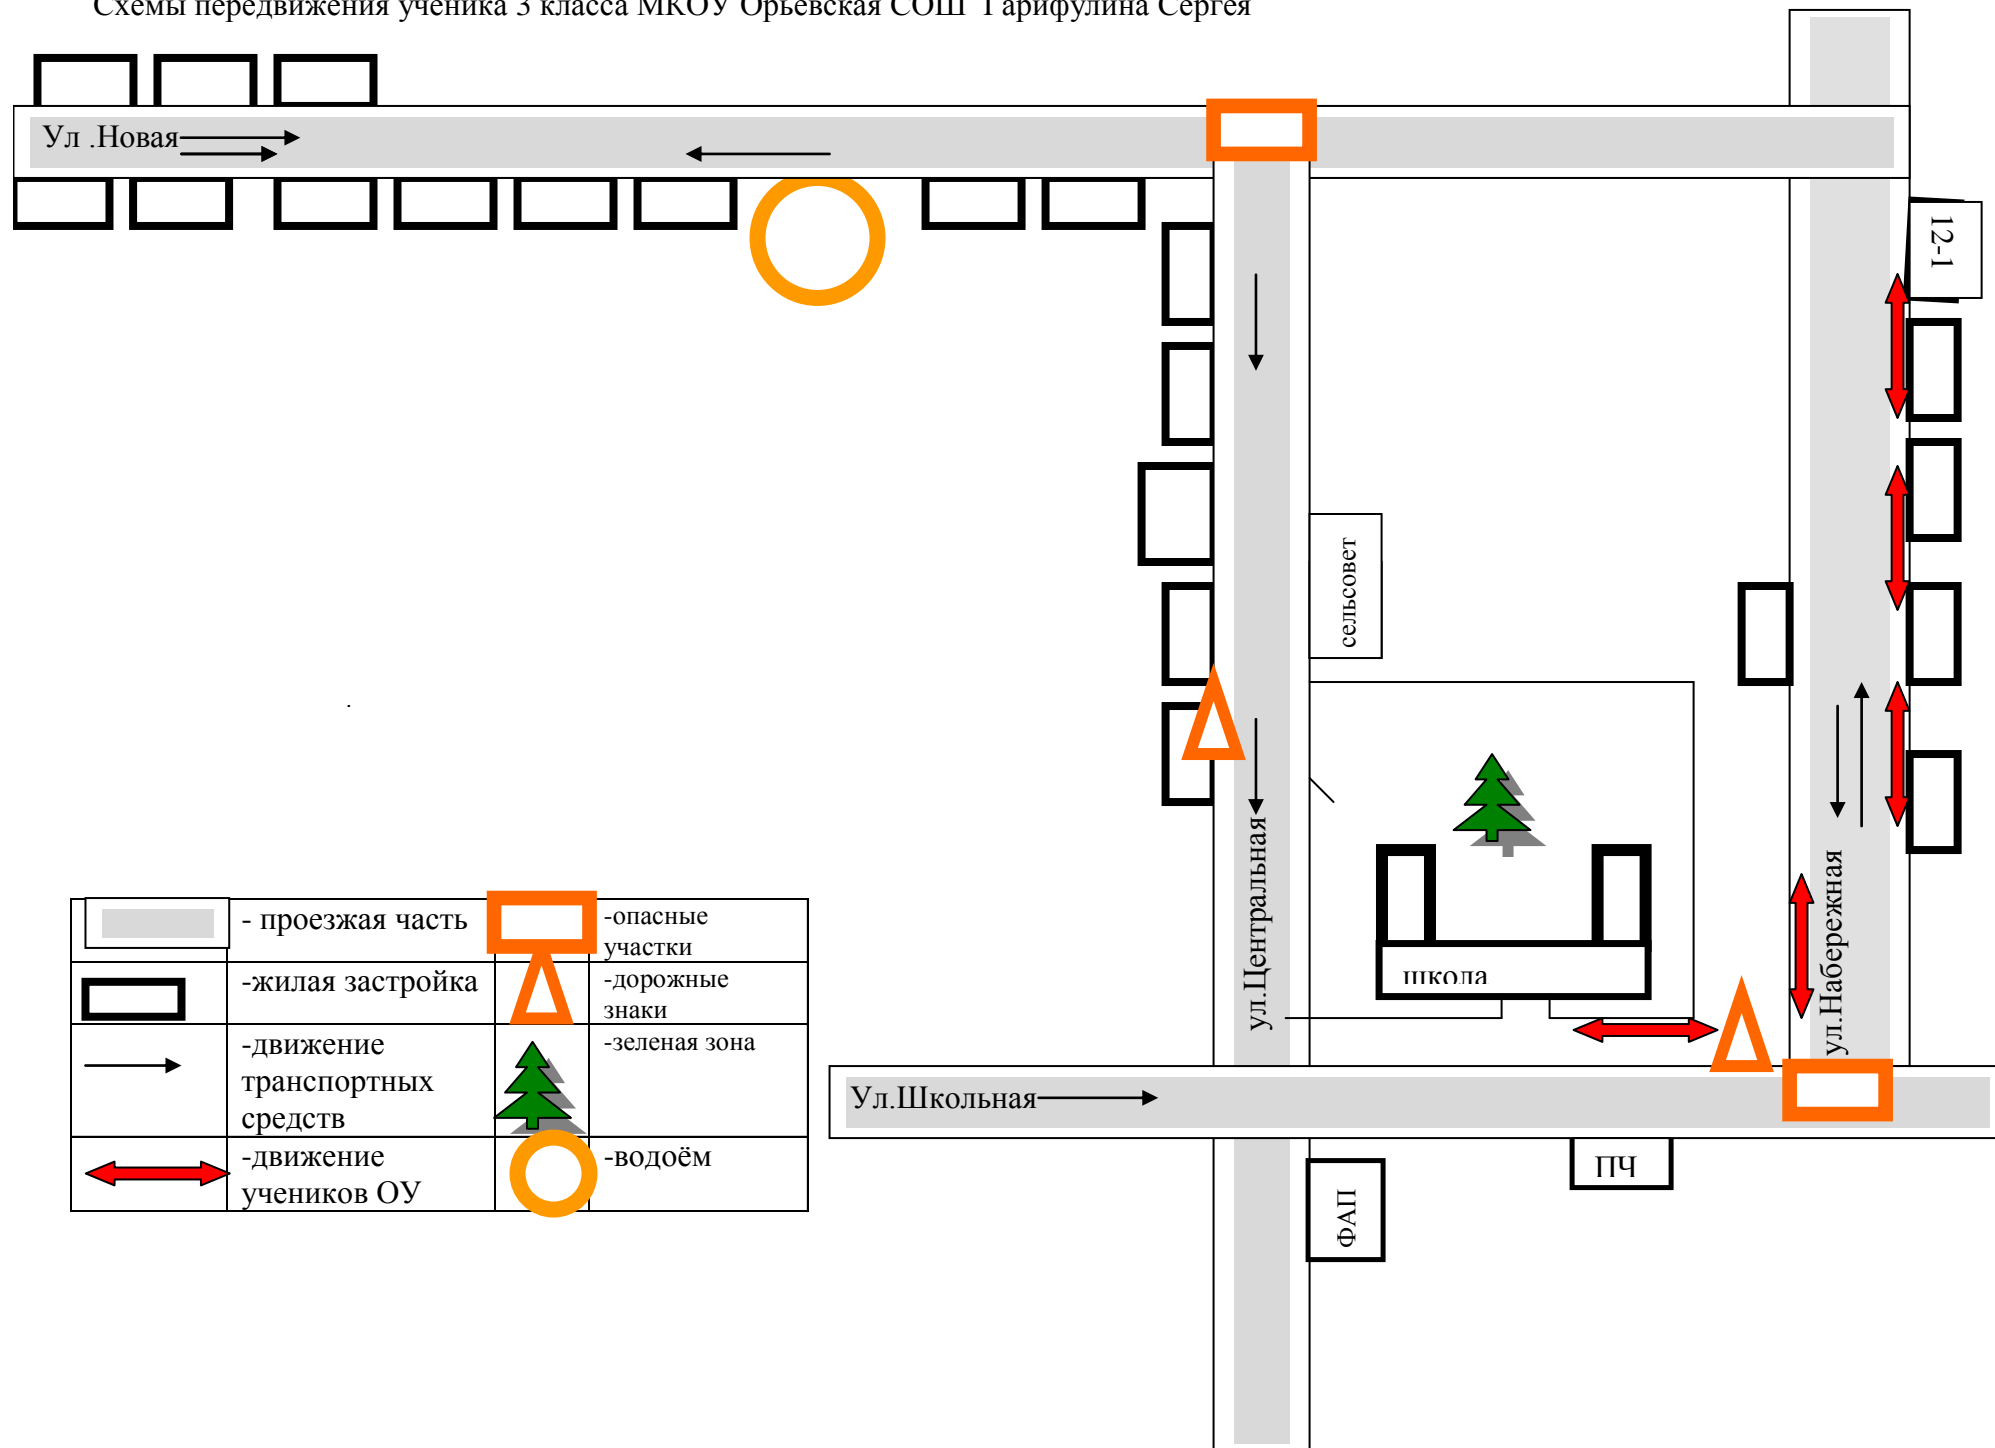 Схемы передвижения ученика 3 класса МКОУ Орьевская СОШ Гарифулина Сергея
Ул .Новая
12-1
сельсовет
ул.Центральная
школа
ул.Набережная
Ул.Школьная
ПЧ
ФАП
- проезжая часть
-опасные
участки
-жилая застройка
-дорожные
знаки
-движение
транспортных
средств
-зеленая зона
-движение
учеников ОУ
-водоём